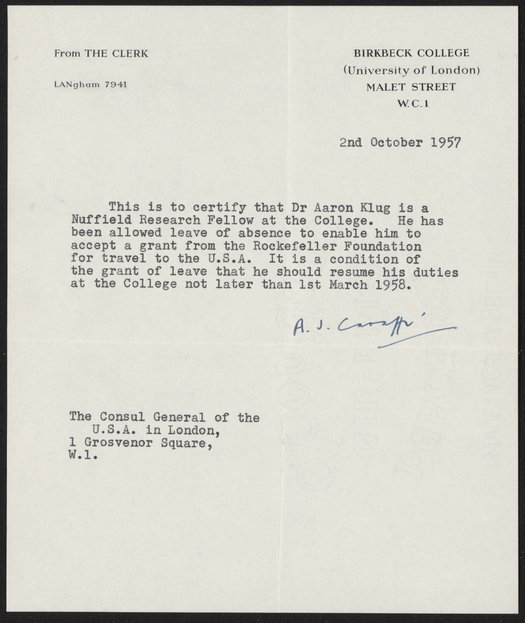 From THE CLERK
LANgham 7941
BIRKBECK COLLEGE
(University of London)
MALET STREET
W.C.1
2nd October 1957
This is to certify that Dr Aaron Klug is a
Nuffield Research Fellow at the College. He has
been allowed leave of absence to enable him to
accept a grant from the Rockefeller Foundation
for travel to the U.S.A. It is a condition of
the grant of leave that he should resume his duties
at the College not later than 1st March 1958.
A. J. Caraffi
The Consul General of the
U.S.A. in London,
1 Grosvenor Square,
W.1.